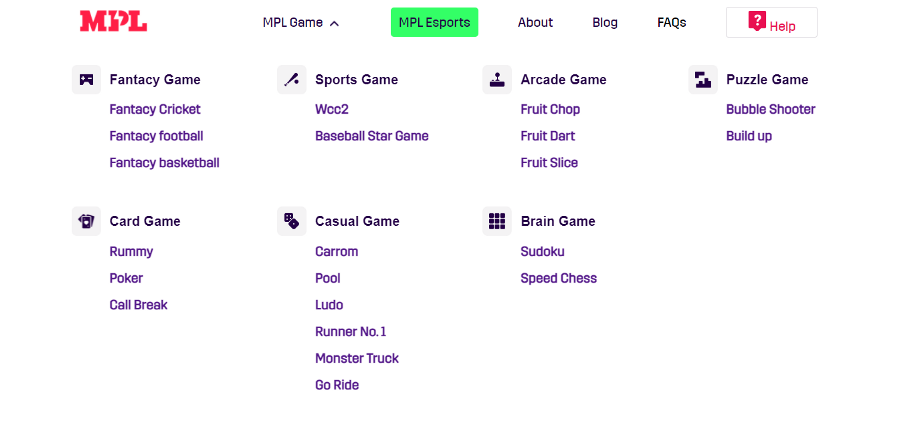 MPL MPL Game MPL Esports About Blog FAQs ? Help
Fantacy Game
Fantacy Cricket
Fantacy football
Fantacy basketball
Sports Game
Wcc2
Baseball Star Game
Arcade Game
Fruit Chop
Fruit Dart
Fruit Slice
Puzzle Game
Bubble Shooter
Build up
Card Game
Rummy
Poker
Call Break
Casual Game
Carrom
Pool
Ludo
Runner No.1
Monster Truck
Go Ride
Brain Game
Sudoku
Speed Chess